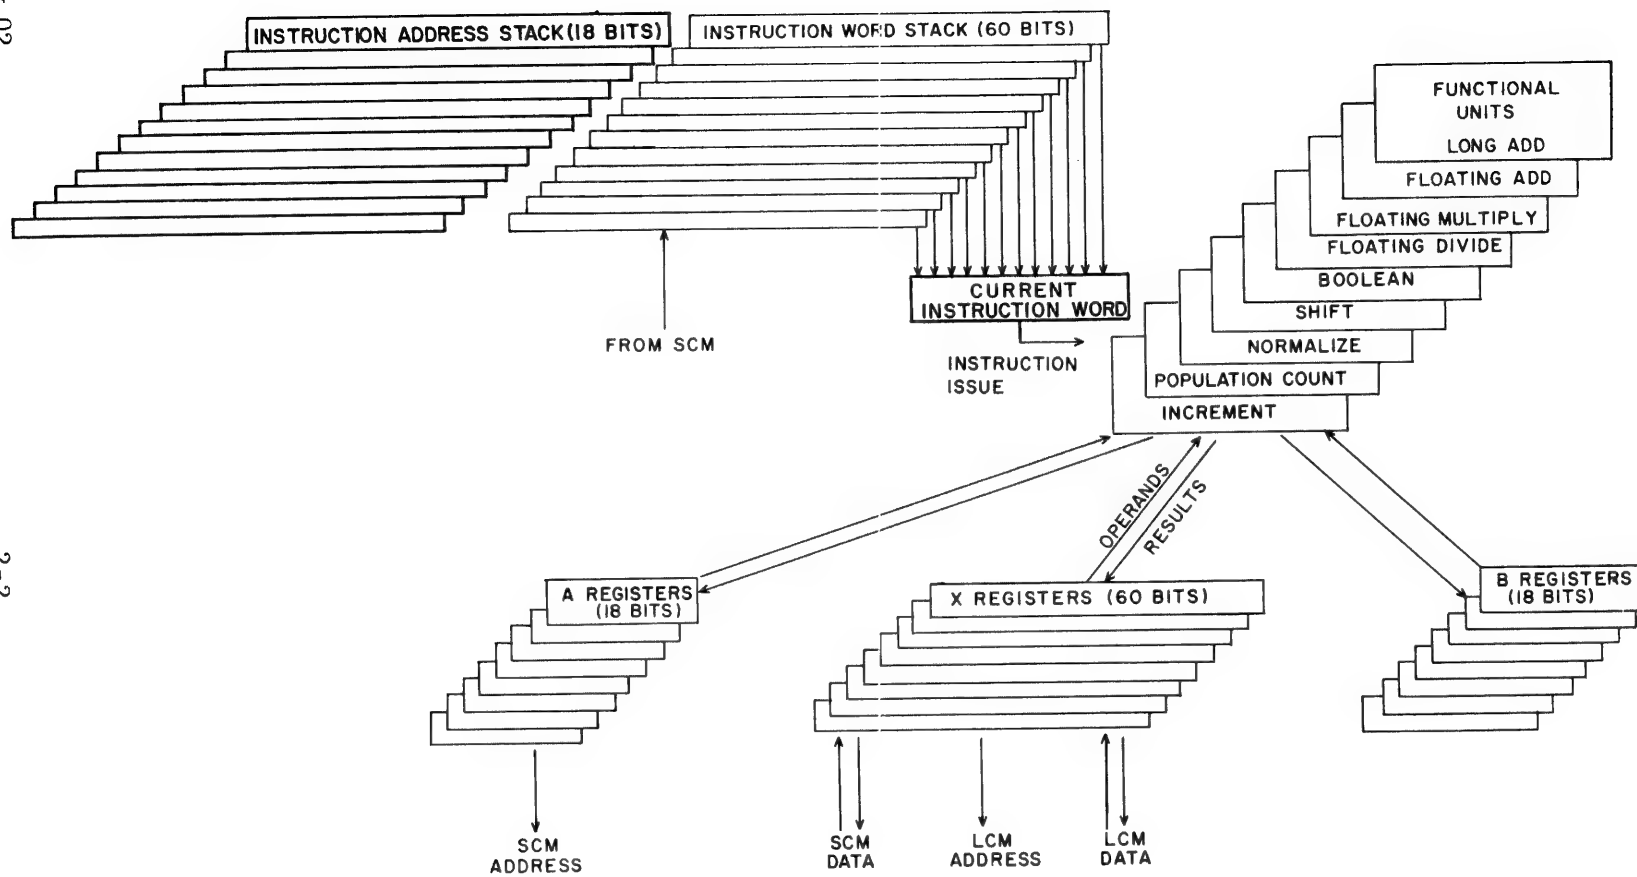 INSTRUCTION ADDRESS STACK (18 BITS)
INSTRUCTION WORD STACK (60 BITS)
FUNCTIONAL
UNITS
LONG ADD
FLOATING ADD
FLOATING MULTIPLY
FLOATING DIVIDE
BOOLEAN
SHIFT
NORMALIZE
POPULATION COUNT
INCREMENT
CURRENT
INSTRUCTION WORD
FROM SCM
INSTRUCTION
ISSUE
OPERANDS
RESULTS
A REGISTERS
(18 BITS)
X REGISTERS (60 BITS)
B REGISTERS
(18 BITS)
SCM
ADDRESS
SCM
DATA
LCM
ADDRESS
LCM
DATA
2-2